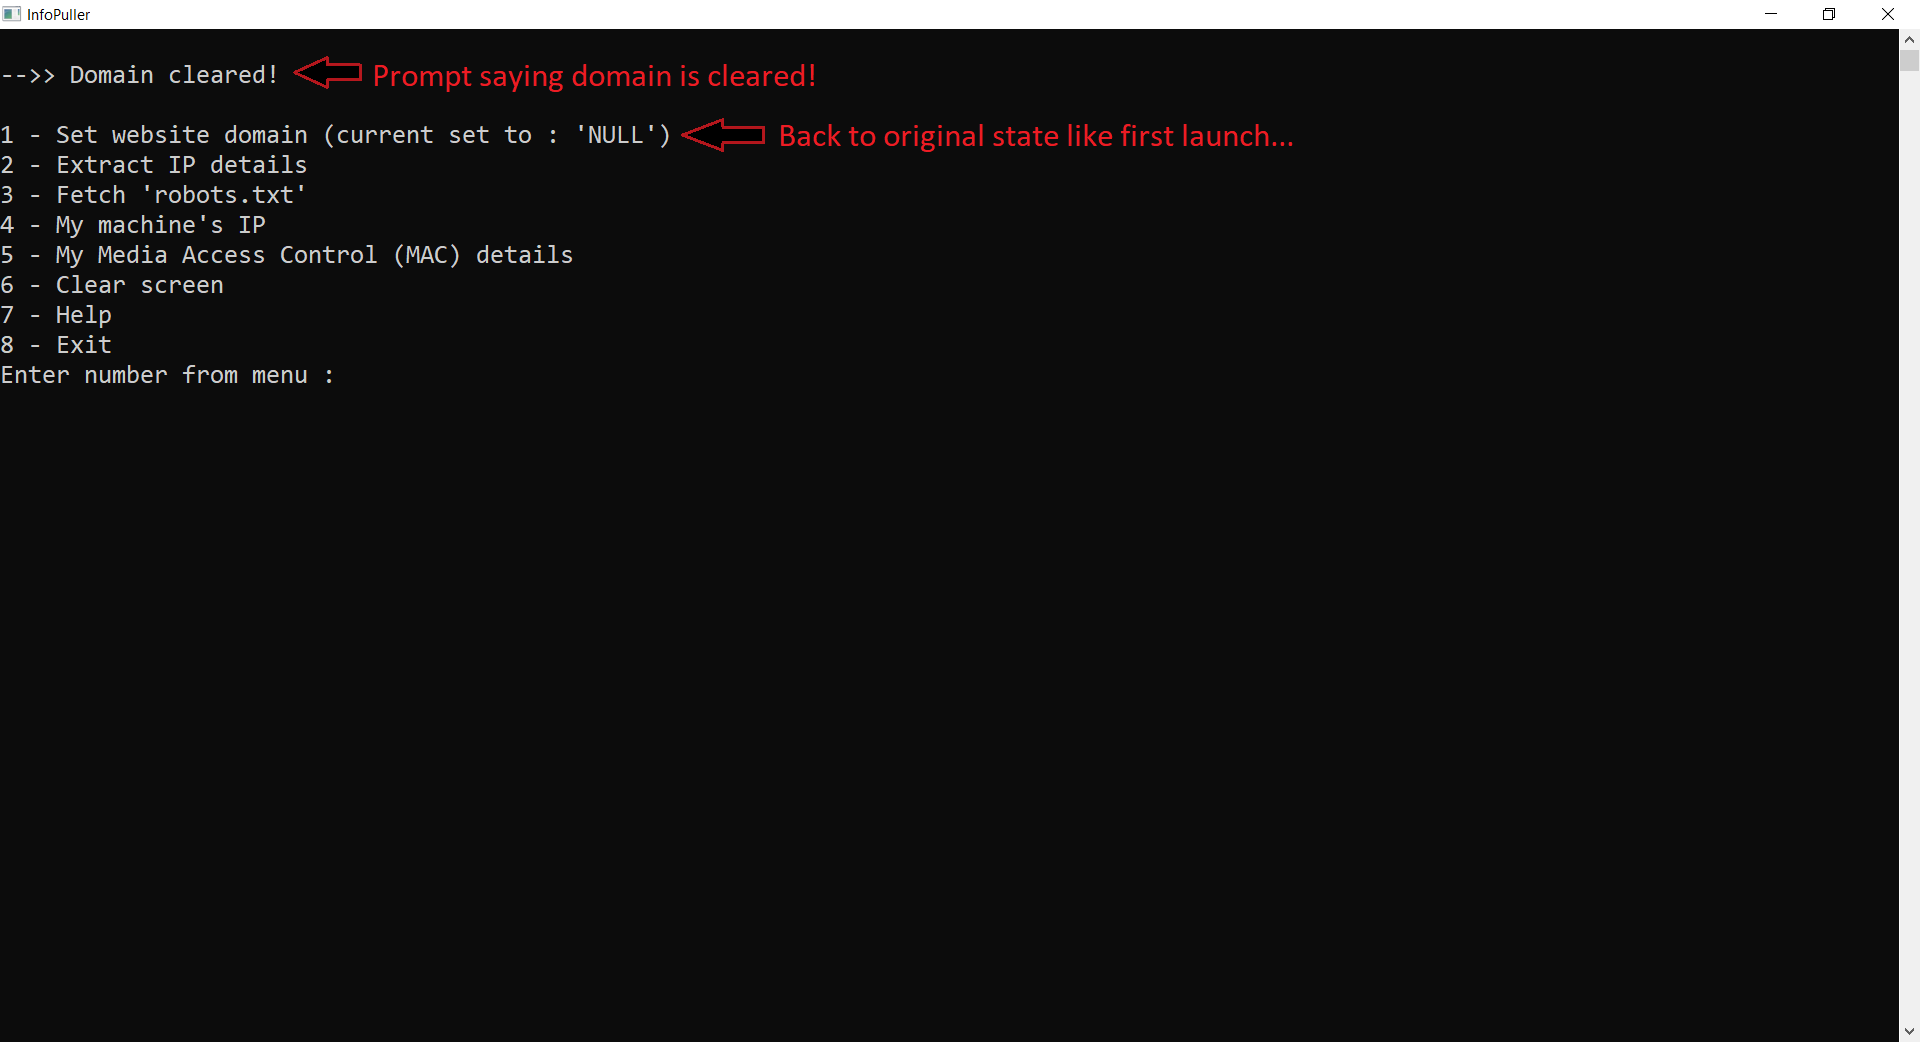 InfoPuller
-->> Domain cleared! Prompt saying domain is cleared!
1 - Set website domain (current set to : 'NULL') Back to original state like first launch...
2 - Extract IP details
3 - Fetch 'robots.txt'
4 - My machine's IP
5 - My Media Access Control (MAC) details
6 - Clear screen
7 - Help
8 - Exit
Enter number from menu :